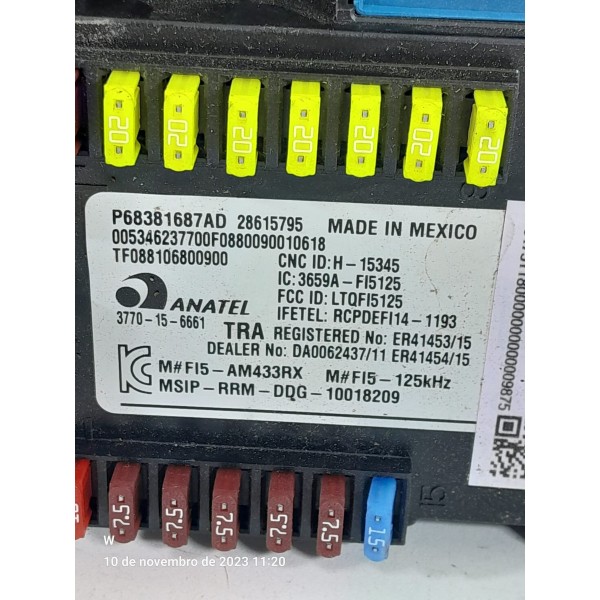 20 20 20 20 20 20 20
P68381687AD 28615795 MADE IN MEXICO
005346237700F0880090010618
TF088106800900
CNC ID:H-15345
IC:3659A-FI5125
FCC ID:LTQFI5125
IFETEL: RCPDEFI14-1193
ANATEL
3770-15-6661
TRA REGISTERED No: ER41453/15
DEALER No: DA0062437/11 ER41454/15
M#FI5-AM433RX M#FI5-125kHz
MSIP-RRM-DDG-10018209
7.5 7.5 7.5 7.5 7.5 15
15
W
10 de novembro de 2023 11:20